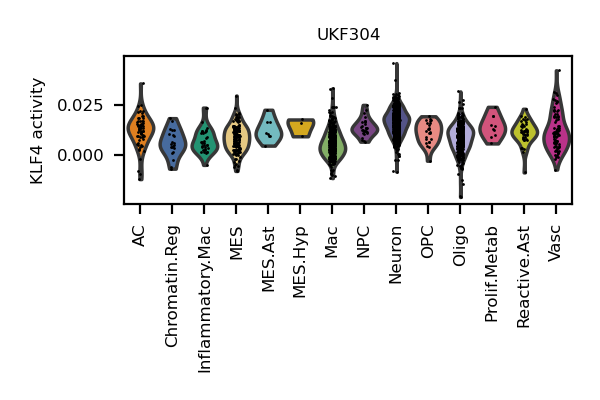 UKF304
KLF4 activity
0.025
0.000
AC
Chromatin.Reg
Inflammatory.Mac
MES
MES.Ast
MES.Hyp
Mac
NPC
Neuron
OPC
Oligo
Prolif.Metab
Reactive.Ast
Vasc